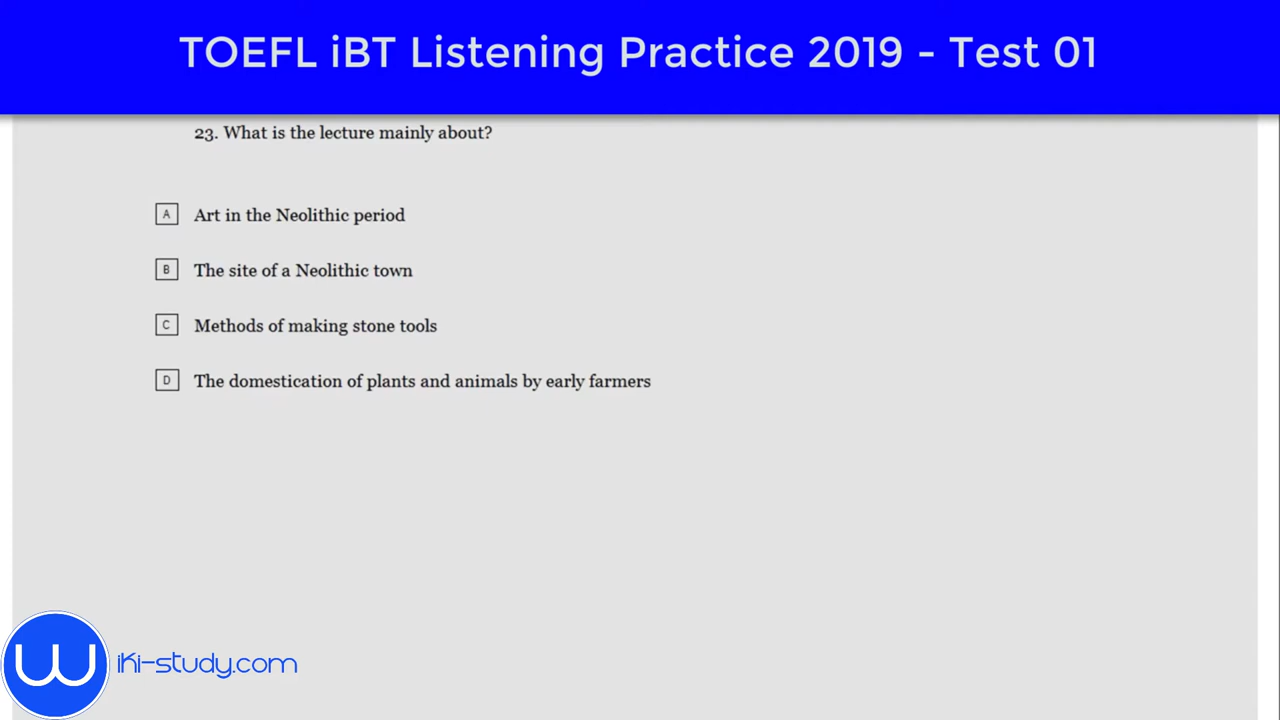 TOEFL iBT Listening Practice 2019 - Test 01
23. What is the lecture mainly about?
A Art in the Neolithic period
B The site of a Neolithic town
C Methods of making stone tools
D The domestication of plants and animals by early farmers
Wiki-study.com